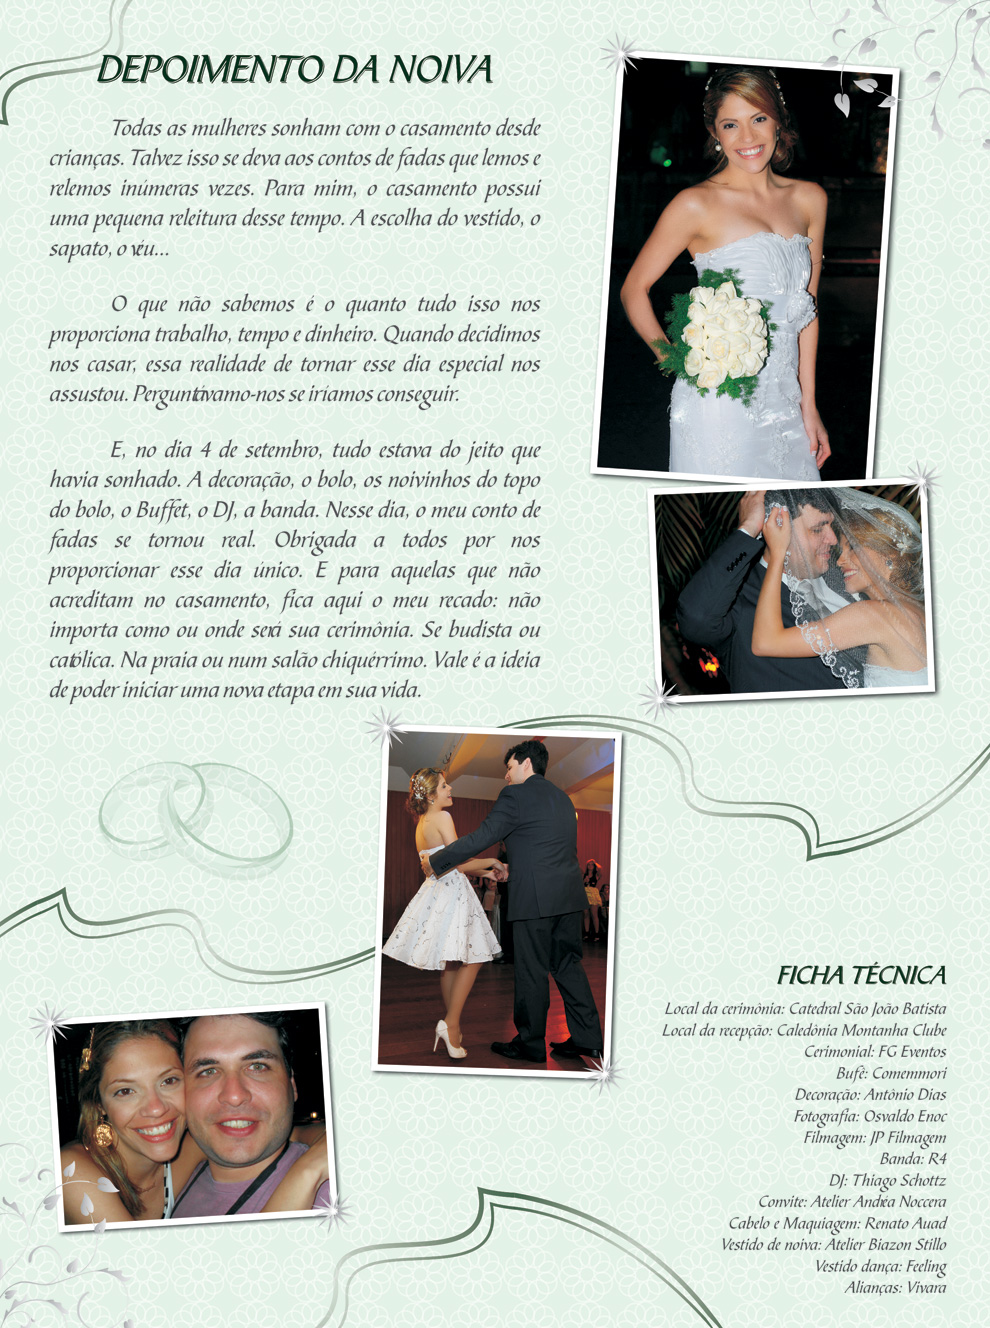 DEPOIMENTO DA NOIVA
Todas as mulheres sonham com o casamento desde
crianças. Talvez isso se deva aos contos de fadas que lemos e
relemos inúmeras vezes. Para mim, o casamento possui
uma pequena releitura desse tempo. A escolha do vestido, o
sapato, o véu...
O que não sabemos é o quanto tudo isso nos
proporciona trabalho, tempo e dinheiro. Quando decidimos
nos casar, essa realidade de tornar esse dia especial nos
assustou. Perguntávamo-nos se iríamos conseguir.
E, no dia 4 de setembro, tudo estava do jeito que
havia sonhado. A decoração, o bolo, os noivinhos do topo
do bolo, o Buffet, o DJ, a banda. Nesse dia, o meu conto de
fadas se tornou real. Obrigada a todos por nos
proporcionar esse dia único. E para aquelas que não
acreditam no casamento, fica aqui o meu recado: não
importa como ou onde será sua cerimônia. Se budista ou
católica. Na praia ou num salão chiquérrimo. Vale é a ideia
de poder iniciar uma nova etapa em sua vida.
FICHA TÉCNICA
Local da cerimônia: Catedral São João Batista
Local da recepção: Caledônia Montanha Clube
Cerimonial: FG Eventos
Bufê: Comemmori
Decoração: Antônio Dias
Fotografia: Osvaldo Enoc
Filmagem: JP Filmagem
Banda: R4
DJ: Thiago Schottz
Convite: Atelier Andréa Noccera
Cabelo e Maquiagem: Renato Auad
Vestido de noiva: Atelier Biazon Stillo
Vestido dança: Feeling
Alianças: Vivara